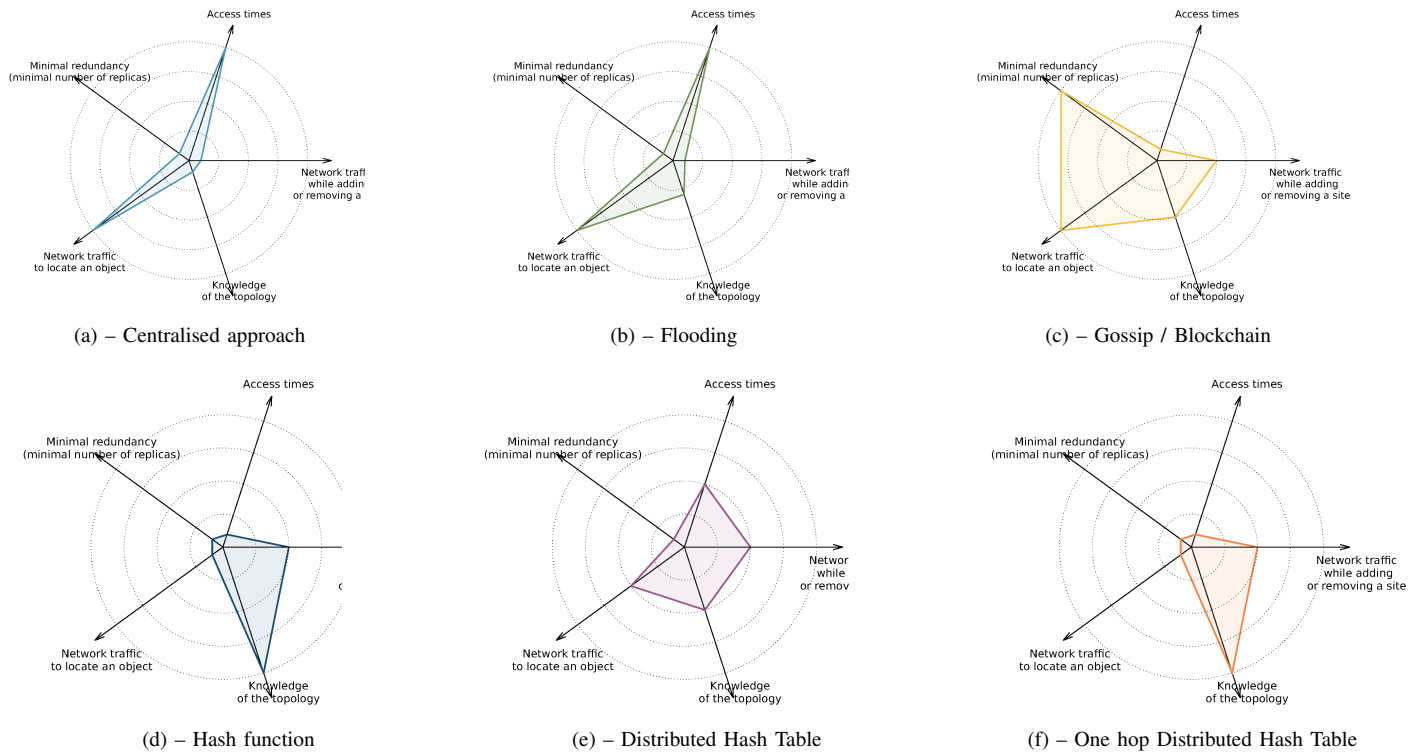 Access times
Minimal redundancy
(minimal number of replicas)
Network traff
while addin
or removing a
Network traffic
to locate an object
Knowledge
of the topology
(a) – Centralised approach
Access times
Minimal redundancy
(minimal number of replicas)
Network traff
while addin
or removing a
Network traffic
to locate an object
Knowledge
of the topology
(b) – Flooding
Access times
Minimal redundancy
(minimal number of replicas)
Network traffic
while adding
or removing a site
Network traffic
to locate an object
Knowledge
of the topology
(c) – Gossip / Blockchain
Access times
Minimal redundancy
(minimal number of replicas)
Network traffic
to locate an object
Knowledge
of the topology
(d) – Hash function
Access times
Minimal redundancy
(minimal number of replicas)
Networ
while
or remov
Network traffic
to locate an object
Knowledge
of the topology
(e) – Distributed Hash Table
Access times
Minimal redundancy
(minimal number of replicas)
Network traffic
while adding
or removing a site
Network traffic
to locate an object
Knowledge
of the topology
(f) – One hop Distributed Hash Table